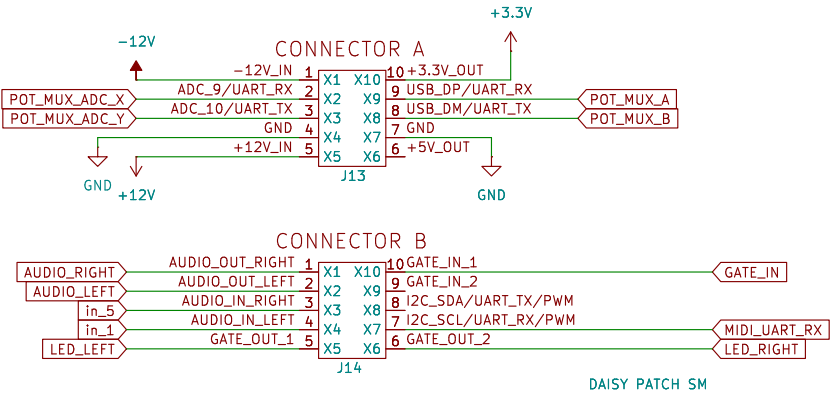 +3.3V
-12V
CONNECTOR A
-12V_IN 1 X1 X10 10 +3.3V_OUT
POT_MUX_ADC_X ADC_9/UART_RX 2 X2 X9 9 USB_DP/UART_RX POT_MUX_A
POT_MUX_ADC_Y ADC_10/UART_TX 3 X3 X8 8 USB_DM/UART_TX POT_MUX_B
GND 4 X4 X7 7 GND
+12V_IN 5 X5 X6 6 +5V_OUT
J13
GND +12V GND
CONNECTOR B
AUDIO_RIGHT AUDIO_OUT_RIGHT 1 X1 X10 10 GATE_IN_1 GATE_IN
AUDIO_LEFT AUDIO_OUT_LEFT 2 X2 X9 9 GATE_IN_2
in_5 AUDIO_IN_RIGHT 3 X3 X8 8 I2C_SDA/UART_TX/PWM
in_1 AUDIO_IN_LEFT 4 X4 X7 7 I2C_SCL/UART_RX/PWM MIDI_UART_RX
LED_LEFT GATE_OUT_1 5 X5 X6 6 GATE_OUT_2 LED_RIGHT
J14
DAISY PATCH SM